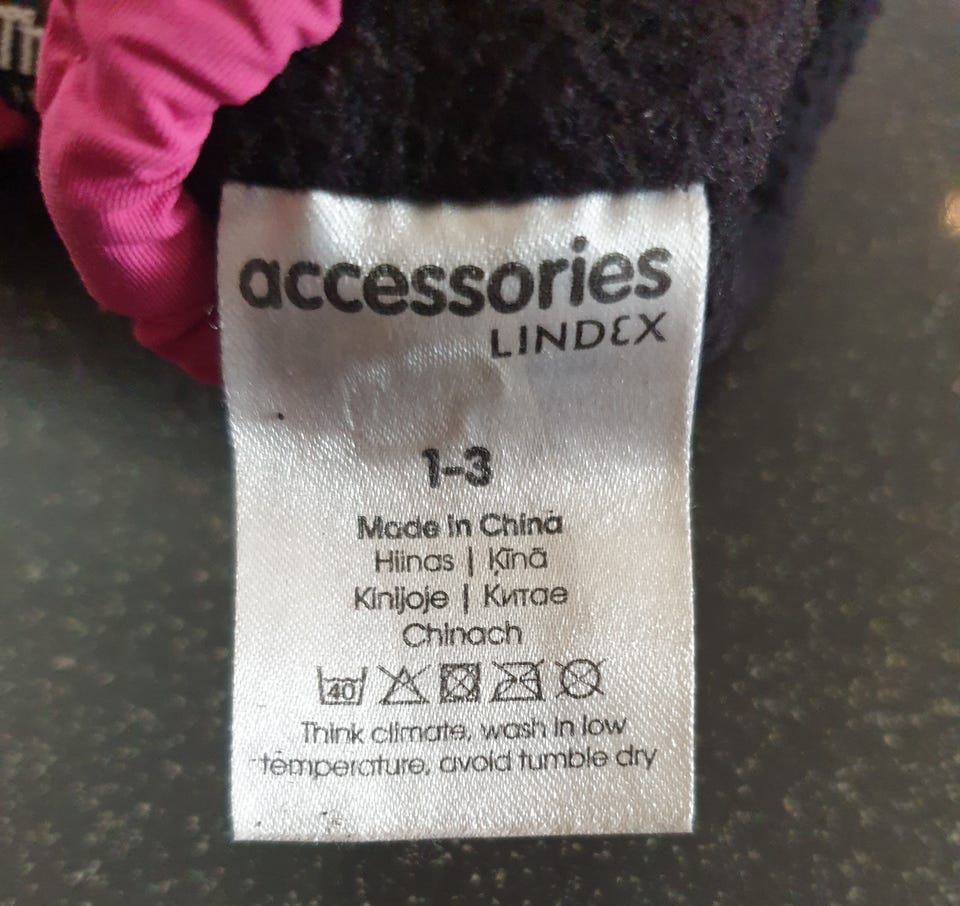 accessories
LINDEX
1-3
Made in China
Hiinas | Ķīnā
Kinijoje | Китае
Chinach
40
Think climate, wash in low
temperature, avoid tumble dry